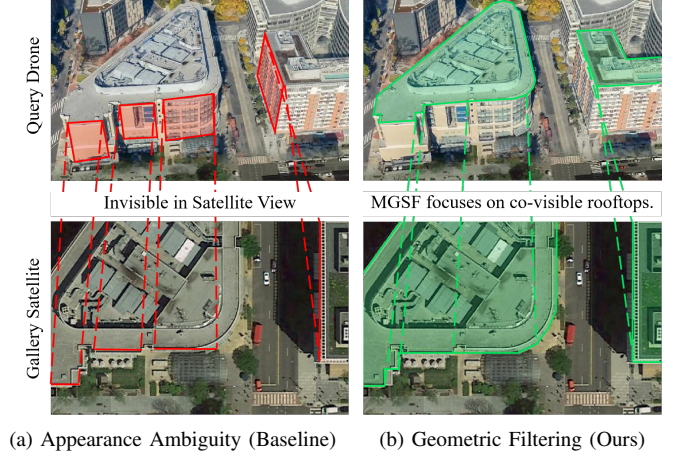 Query Drone
Invisible in Satellite View
MGSF focuses on co-visible rooftops.
Gallery Satellite
(a) Appearance Ambiguity (Baseline)
(b) Geometric Filtering (Ours)